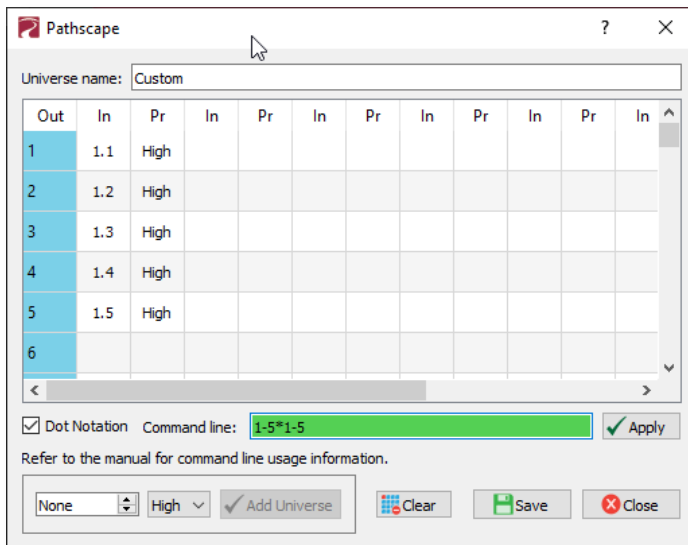 Pathscape ?
Universe name: Custom
Out In Pr In Pr In Pr In Pr In Pr In
1 1.1 High
2 1.2 High
3 1.3 High
4 1.4 High
5 1.5 High
6
Dot Notation Command line: 1-5*1-5 Apply
Refer to the manual for command line usage information.
None High Add Universe Clear Save Close